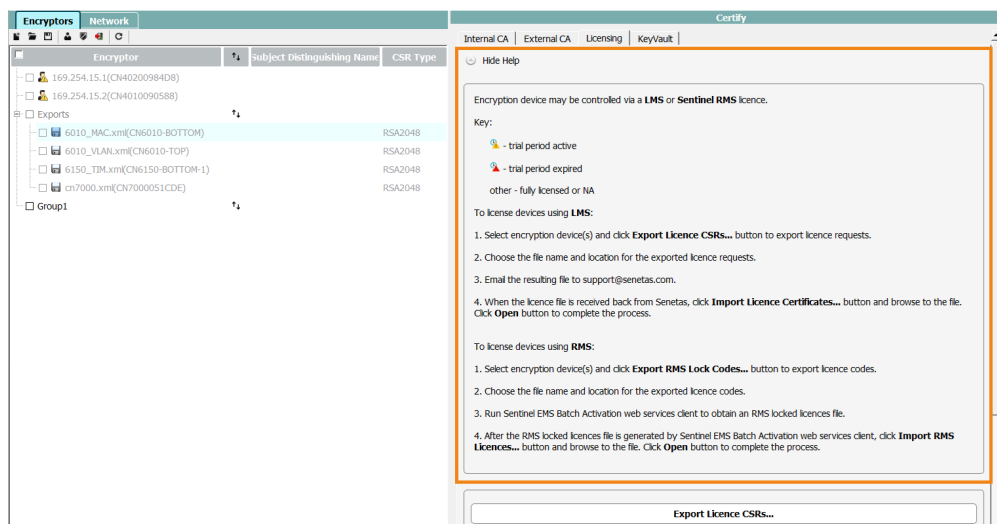 Encryptors Network
Encryptor Subject Distinguishing Name CSR Type
169.254.15.1(CN40200984D8)
169.254.15.2(CN4010090588)
Exports
6010_MAC.xml(CN6010-BOTTOM) RSA2048
6010_VLAN.xml(CN6010-TOP) RSA2048
6150_TIM.xml(CN6150-BOTTOM-1) RSA2048
cn7000.xml(CN7000051CDE) RSA2048
Group1
Certify
Internal CA External CA Licensing KeyVault
Hide Help
Encryption device may be controlled via a LMS or Sentinel RMS licence.
Key:
- trial period active
- trial period expired
other - fully licensed or NA
To license devices using LMS:
1. Select encryption device(s) and click Export Licence CSRs... button to export licence requests.
2. Choose the file name and location for the exported licence requests.
3. Email the resulting file to support@senetas.com.
4. When the licence file is received back from Senetas, click Import Licence Certificates... button and browse to the file.
Click Open button to complete the process.
To license devices using RMS:
1. Select encryption device(s) and click Export RMS Lock Codes... button to export licence codes.
2. Choose the file name and location for the exported licence codes.
3. Run Sentinel EMS Batch Activation web services client to obtain an RMS locked licences file.
4. After the RMS locked licences file is generated by Sentinel EMS Batch Activation web services client, click Import RMS
Licences... button and browse to the file. Click Open button to complete the process.
Export Licence CSRs...